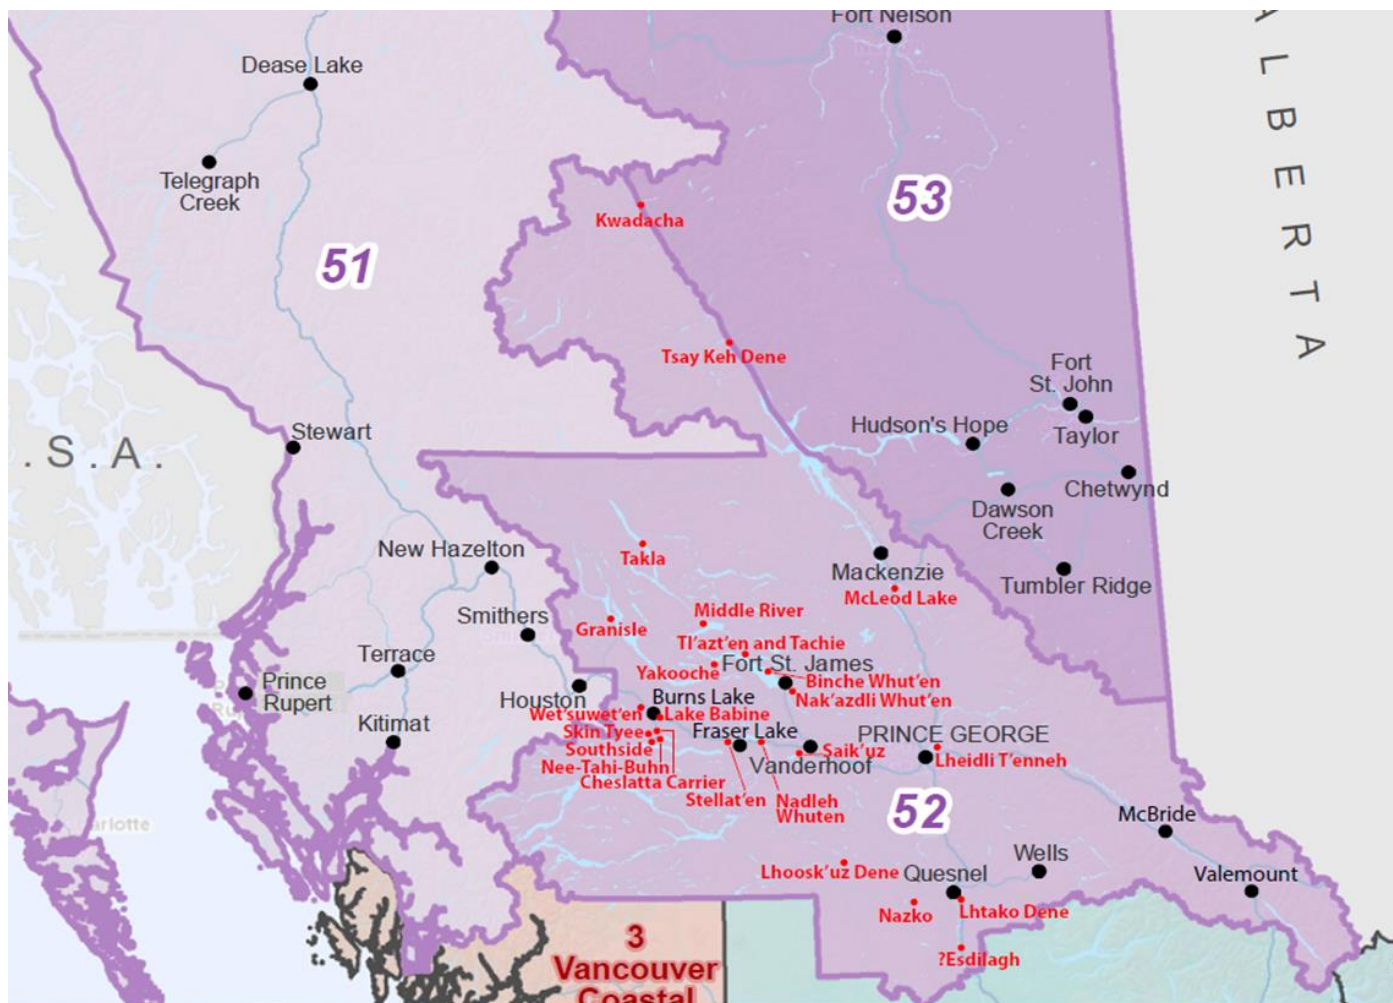 Fort Nelson
Dease Lake
ALBERTA
Telegraph
Creek
53
Kwadacha
51
Tsay Keh Dene
Fort
St. John
Hudson's Hope
Taylor
Stewart
.S.A.
Chetwynd
Dawson
Creek
New Hazelton
Takla
Mackenzie
Tumbler Ridge
McLeod Lake
Middle River
Smithers
Granisle
Tl'azt'en and Tachie
Terrace
Fort St. James
Yakooche
Binche Whut'en
Prince
Rupert
Houston
Burns Lake
Nak'azdli Whut'en
Wet'suwet'en
Lake Babine
Kitimat
Skin Tyee
Fraser Lake
PRINCE GEORGE
Southside
Saik'uz
Lheidli T'enneh
Nee-Tahi-Buhn
Vanderhoof
Cheslatta Carrier
Stellat'en
Nadleh
Whuten
52
McBride
arlotte
Wells
Lhoosk'uz Dene
Quesnel
Valemount
Nazko
Lhtako Dene
3
Vancouver
Coastal
?Esdilagh